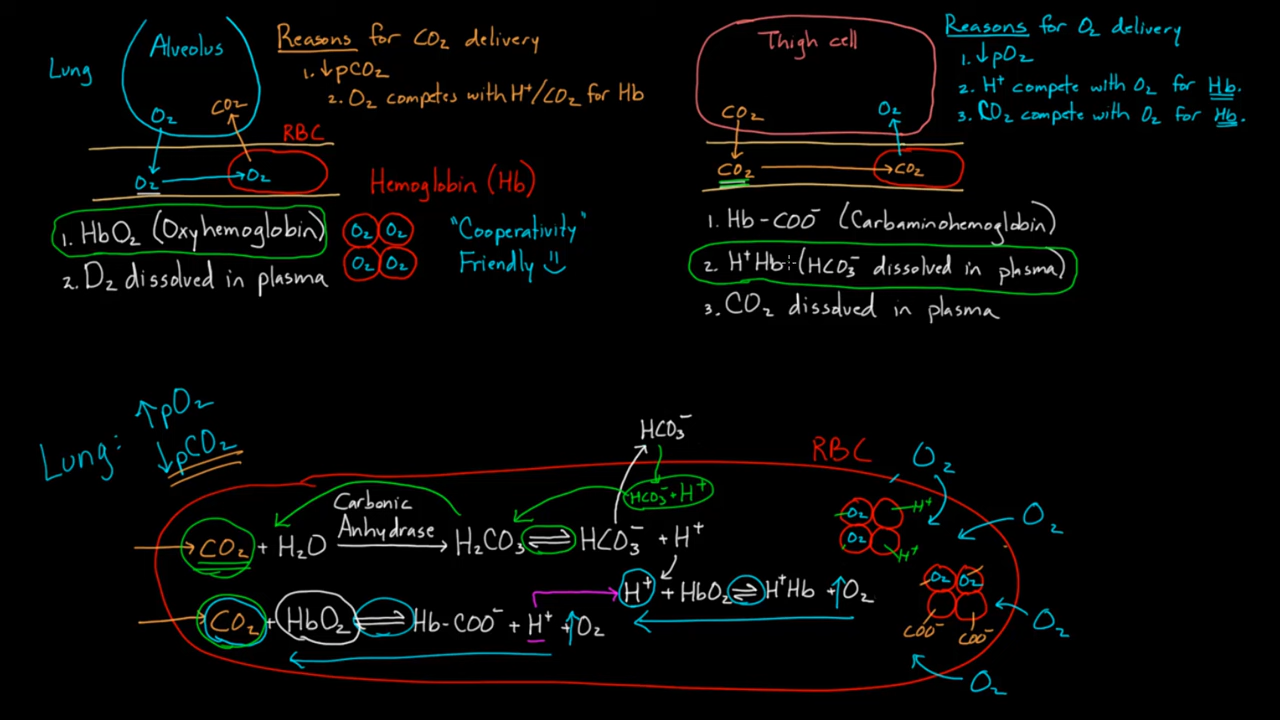 Lung
Alveolus
O₂
CO₂
RBC
O₂
O₂
Reasons for CO₂ delivery
1. ↓pCO₂
2. O₂ competes with H⁺/CO₂ for Hb
Hemoglobin (Hb)
1. HbO₂ (Oxyhemoglobin)
2. O₂ dissolved in plasma
O₂ O₂
O₂ O₂
"Cooperativity"
Friendly
Thigh cell
CO₂
O₂
CO₂
CO₂
Reasons for O₂ delivery
1. ↓pO₂
2. H⁺ compete with O₂ for Hb.
3. CO₂ compete with O₂ for Hb.
1. Hb-COO⁻ (Carbaminohemoglobin)
2. H⁺Hb (HCO₃⁻ dissolved in plasma)
3. CO₂ dissolved in plasma
Lung:
↑pO₂
↓pCO₂
HCO₃⁻
HCO₃⁻ + H⁺
RBC
Carbonic
Anhydrase
CO₂ + H₂O → H₂CO₃ ⇌ HCO₃⁻ + H⁺
H⁺ + HbO₂ ⇌ H⁺Hb + ↑O₂
CO₂ + HbO₂ ⇌ Hb-COO⁻ + H⁺ + ↑O₂
O₂
O₂
H⁺
O₂
H⁺
O₂
O₂ O₂
COO⁻ COO⁻
O₂
O₂